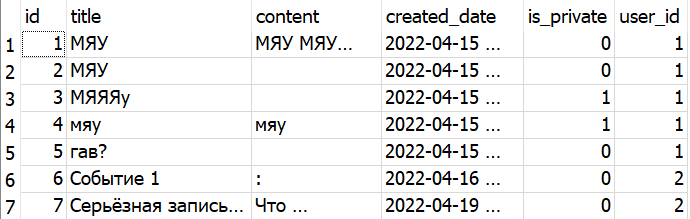 id title content created_date is_private user_id
1 1 МЯУ МЯУ МЯУ... 2022-04-15 ... 0 1
2 2 МЯУ 2022-04-15 ... 0 1
3 3 МЯЯЯу 2022-04-15 ... 1 1
4 4 мяу мяу 2022-04-15 ... 1 1
5 5 гав? 2022-04-15 ... 0 1
6 6 Событие 1 : 2022-04-16 ... 0 2
7 7 Серьёзная запись... Что ... 2022-04-19 ... 0 2